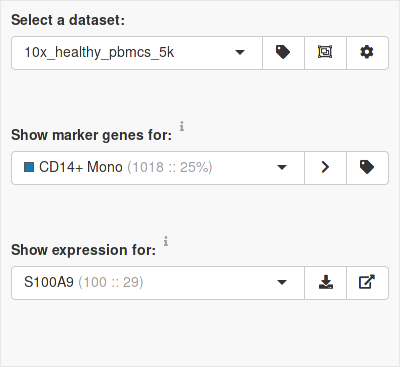 Select a dataset:
10x_healthy_pbmcs_5k
Show marker genes for:
CD14+ Mono (1018 :: 25%)
Show expression for:
S100A9 (100 :: 29)